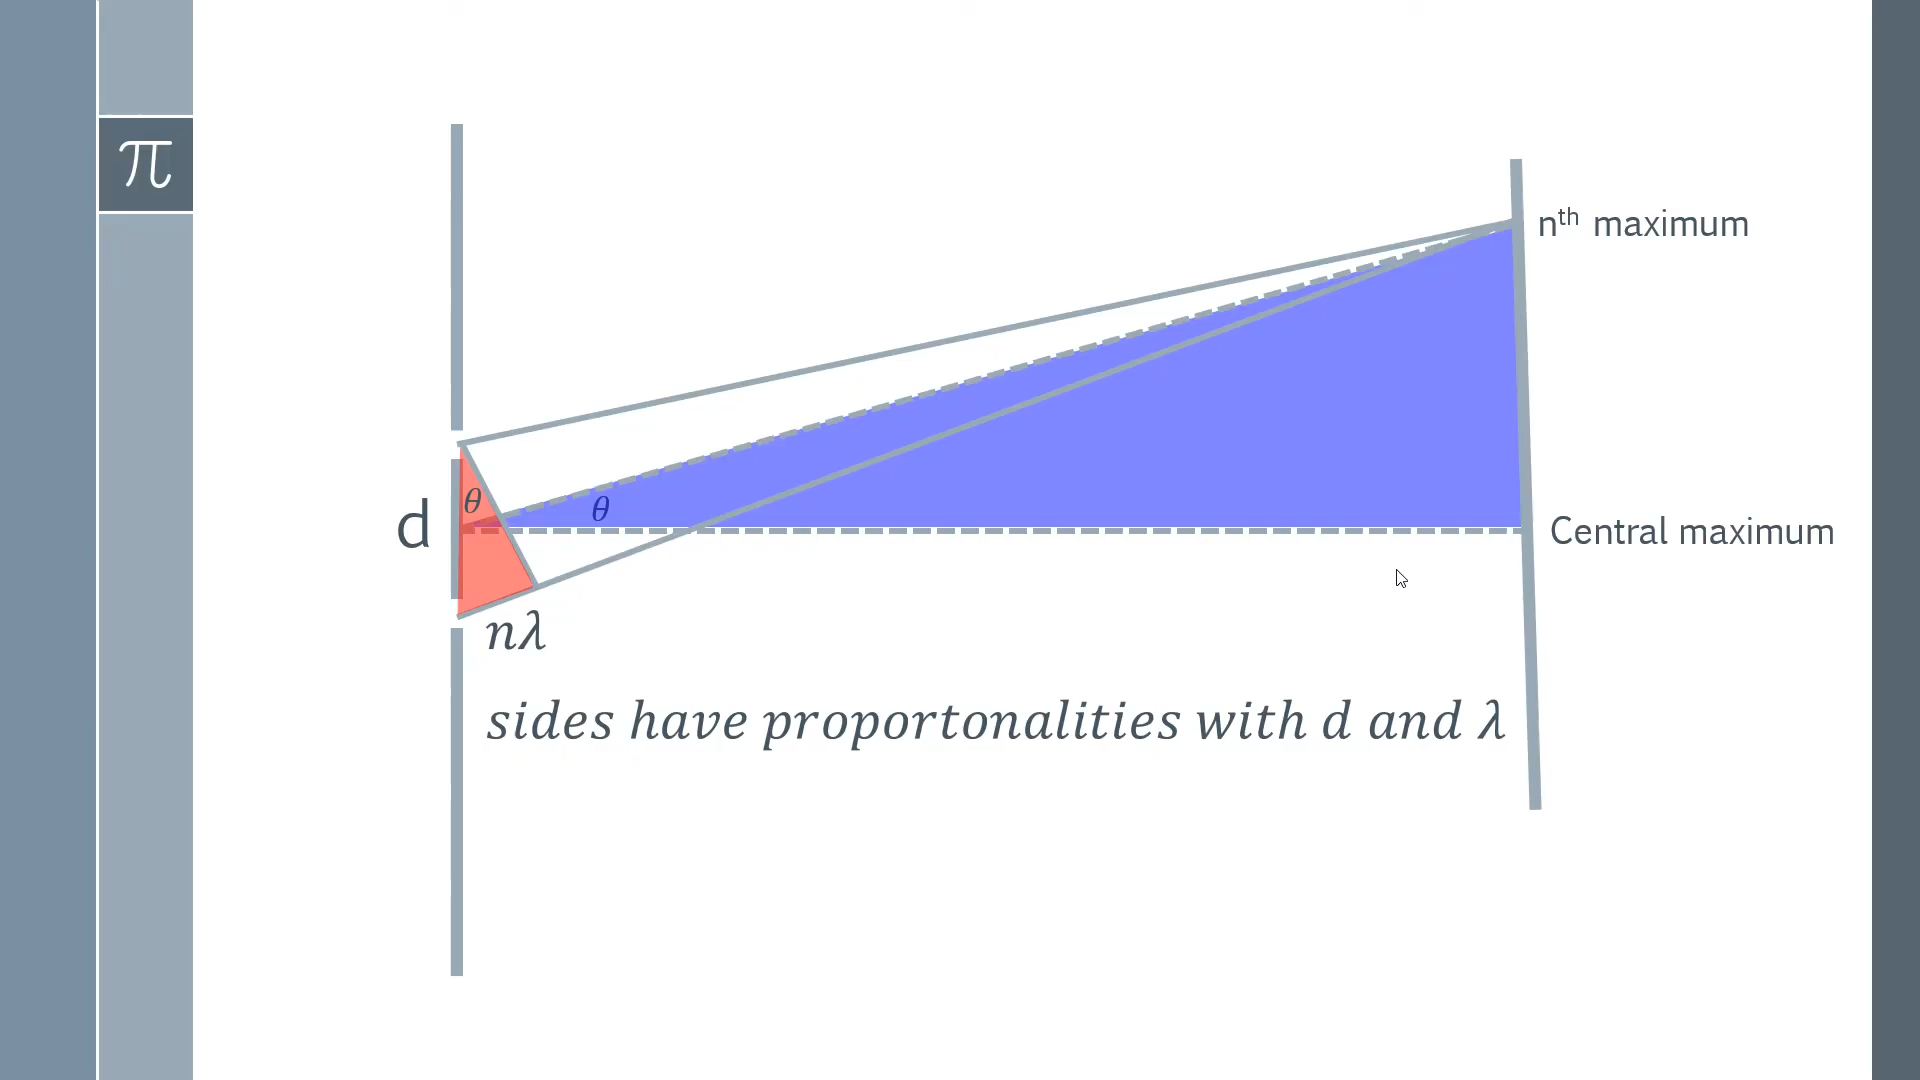 π
nᵗʰ maximum
θ
θ
d
Central maximum
nλ
sides have proportonalities with d and λ